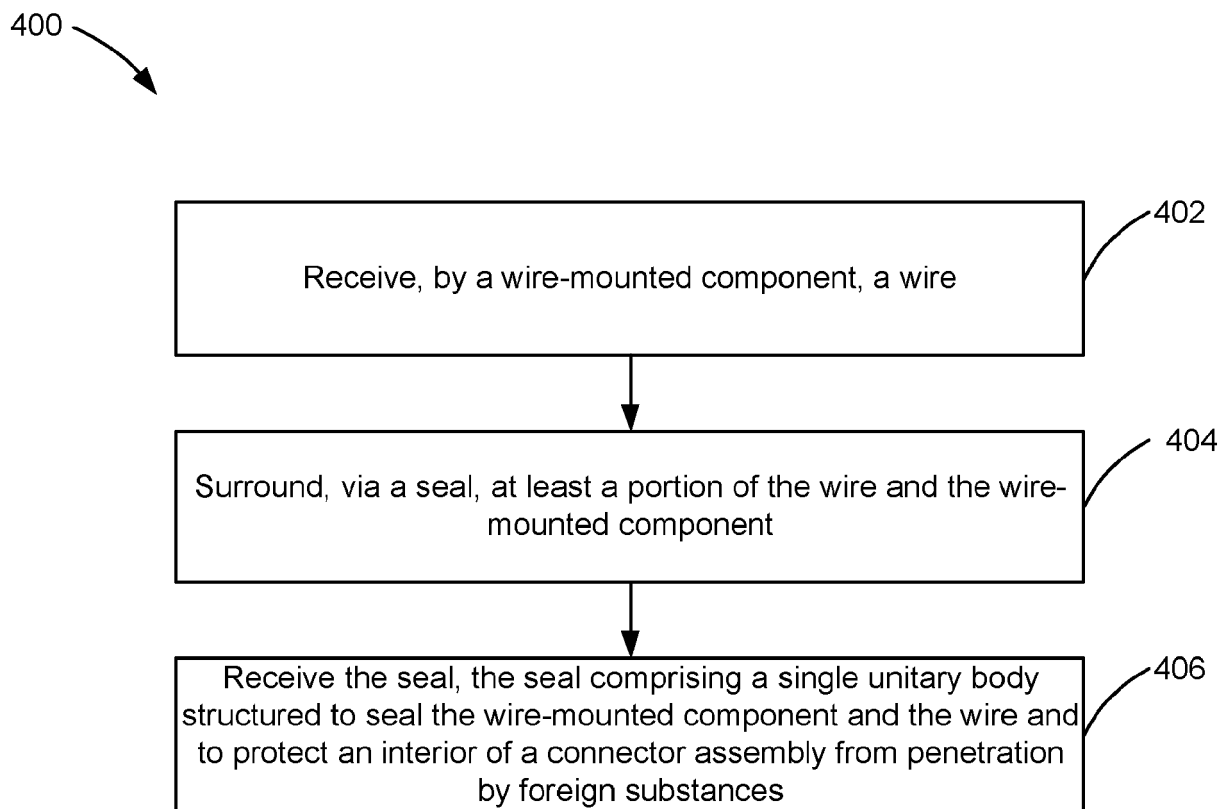 400
402
Receive, by a wire-mounted component, a wire
404
Surround, via a seal, at least a portion of the wire and the wire-
mounted component
406
Receive the seal, the seal comprising a single unitary body
structured to seal the wire-mounted component and the wire and
to protect an interior of a connector assembly from penetration
by foreign substances